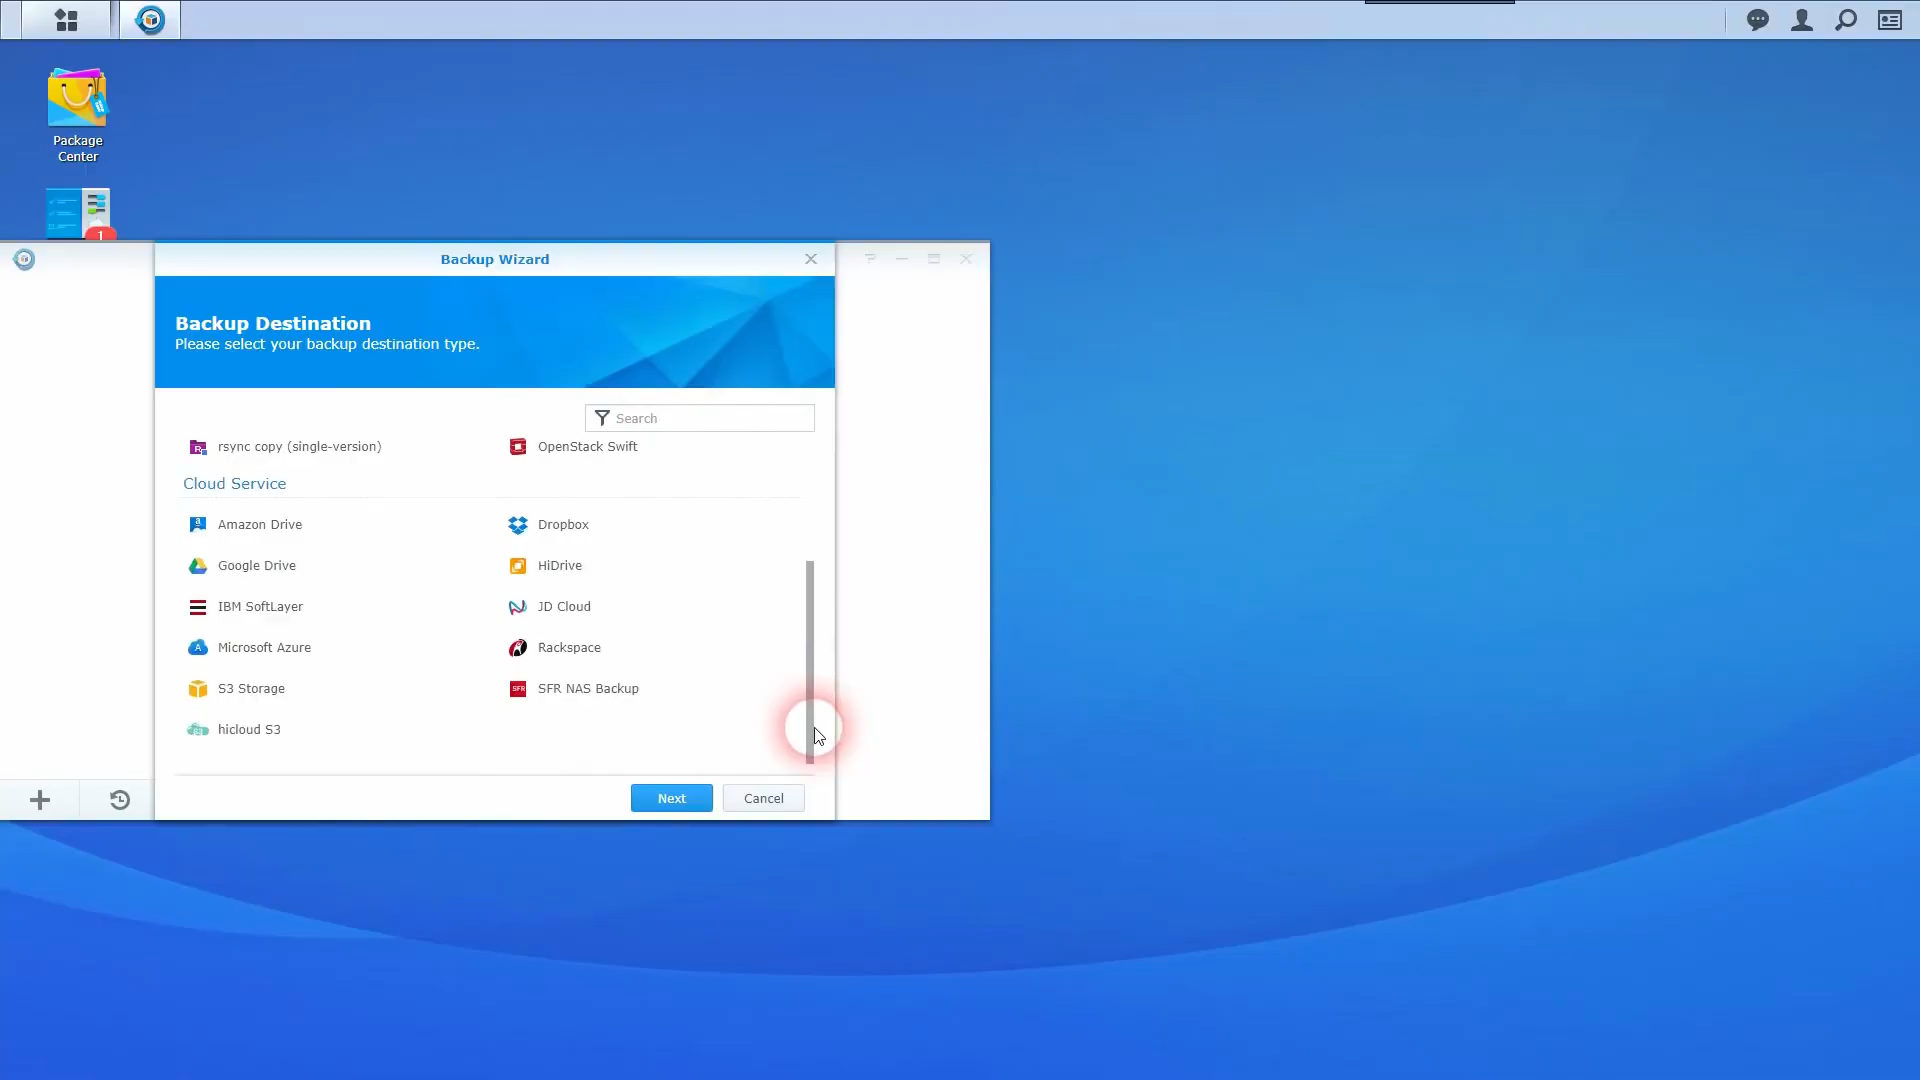 Package
Center
1
Backup Wizard
Backup Destination
Please select your backup destination type.
Search
rsync copy (single-version)
OpenStack Swift
Cloud Service
Amazon Drive
Dropbox
Google Drive
HiDrive
IBM SoftLayer
JD Cloud
Microsoft Azure
Rackspace
S3 Storage
SFR NAS Backup
hicloud S3
Next
Cancel